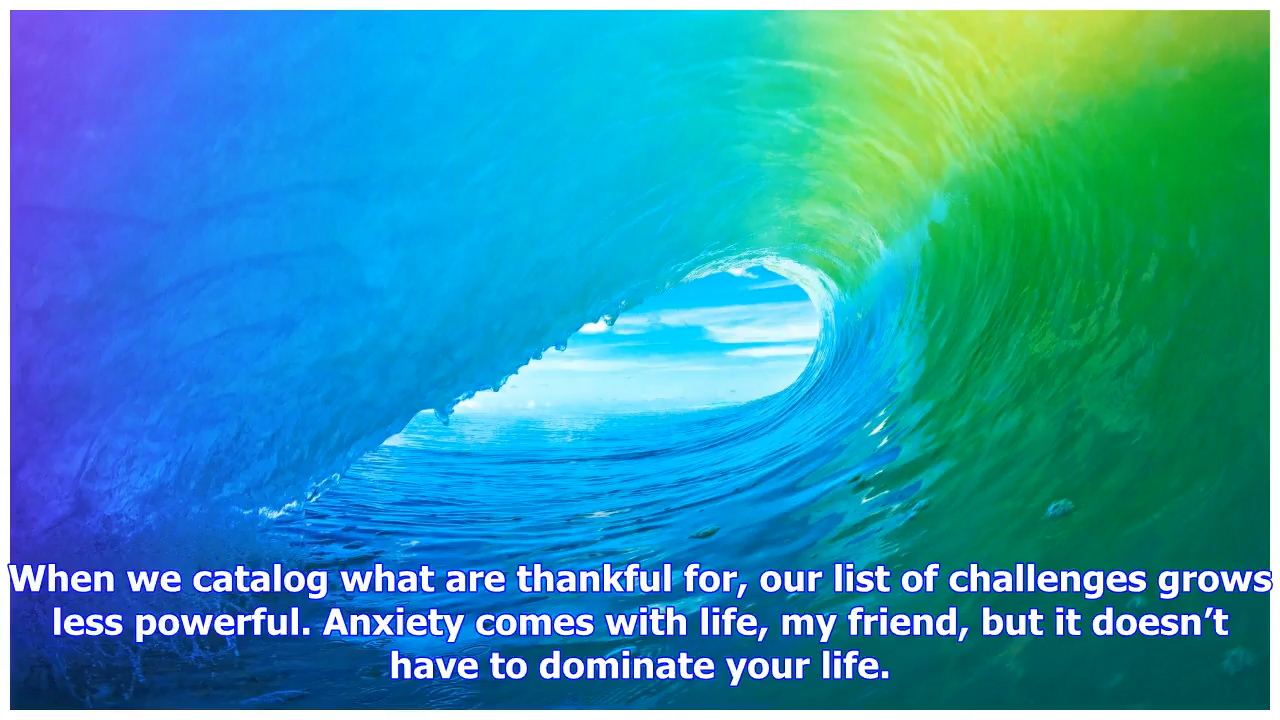 When we catalog what are thankful for, our list of challenges grows
less powerful. Anxiety comes with life, my friend, but it doesn’t
have to dominate your life.